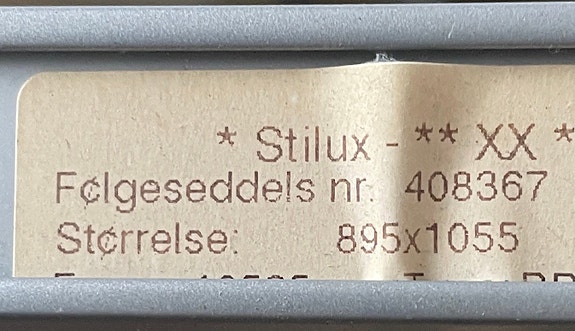 * Stilux - ** XX *
Følgeseddels nr. 408367
Størrelse: 895x1055